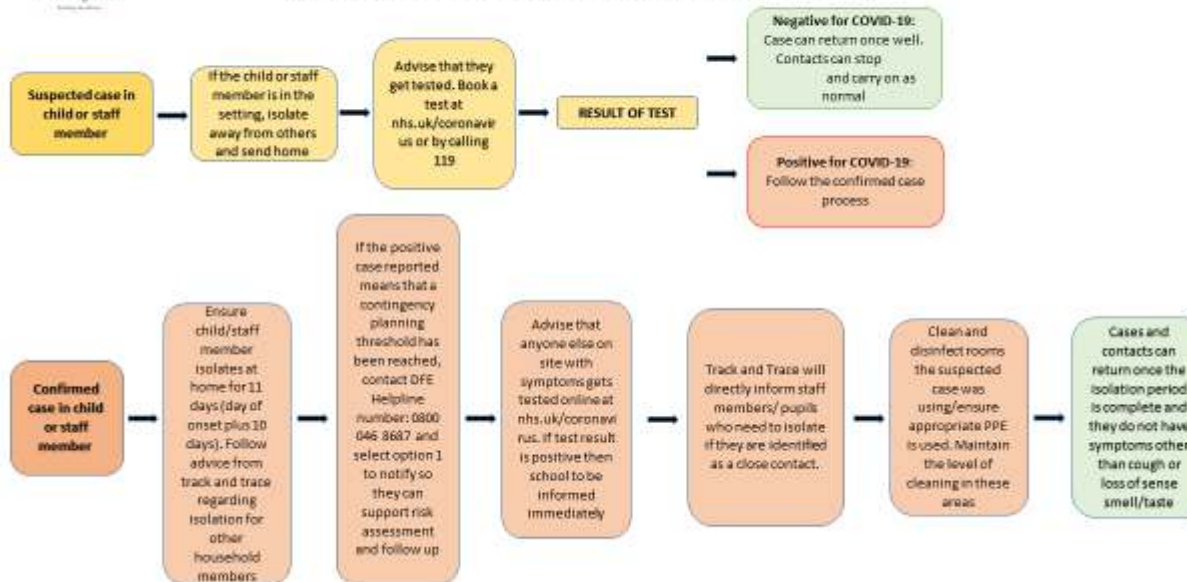 Suspected case in
child or staff
member
If the child or staff
member is in the
setting, isolate
away from others
and send home
Advise that they
get tested. Book a
test at
nhs.uk/coronavir
us or by calling
119
RESULT OF TEST
Negative for COVID-19:
Case can return once well.
Contacts can stop
and carry on as
normal
Positive for COVID-19:
Follow the confirmed case
process
Confirmed
case in child
or staff
member
Ensure
child/staff
member
isolates at
home for 11
days (day of
onset plus 10
days). Follow
advice from
track and trace
regarding
isolation for
other
household
members
If the positive
case reported
means that a
contingency
planning
threshold has
been reached,
contact DFE
Helpline
number: 0800
046 8687 and
select option 1
to notify so
they can
support risk
assessment
and follow up
Advise that
anyone else on
site with
symptoms gets
tested online at
nhs.uk/coronavi
rus. If test result
is positive then
school to be
informed
immediately
Track and Trace will
directly inform staff
members/ pupils
who need to isolate
if they are identified
as a close contact.
Clean and
disinfect rooms
the suspected
case was
using/ensure
appropriate PPE
is used. Maintain
the level of
cleaning in these
areas
Cases and
contacts can
return once the
isolation period
is complete and
they do not have
symptoms other
than cough or
loss of sense
smell/taste